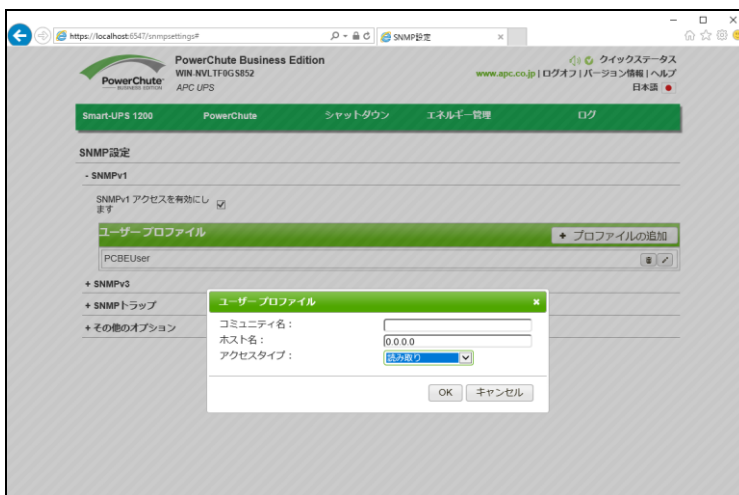 https://localhost:6547/snmpsettings#
SNMP設定
PowerChute Business Edition
WIN-NVLTF0GS852
APC UPS
PowerChute
BUSINESS EDITION
クイックステータス
www.apc.co.jp | ログオフ | バージョン情報 | ヘルプ
日本語
Smart-UPS 1200 PowerChute シャットダウン エネルギー管理 ログ
SNMP設定
- SNMPv1
SNMPv1 アクセスを有効にし
ます
ユーザープロファイル
+ プロファイルの追加
PCBEUser
+ SNMPv3
+ SNMPトラップ
+ その他のオプション
ユーザープロファイル
コミュニティ名：
ホスト名： 0.0.0.0
アクセスタイプ： 読み取り
OK キャンセル